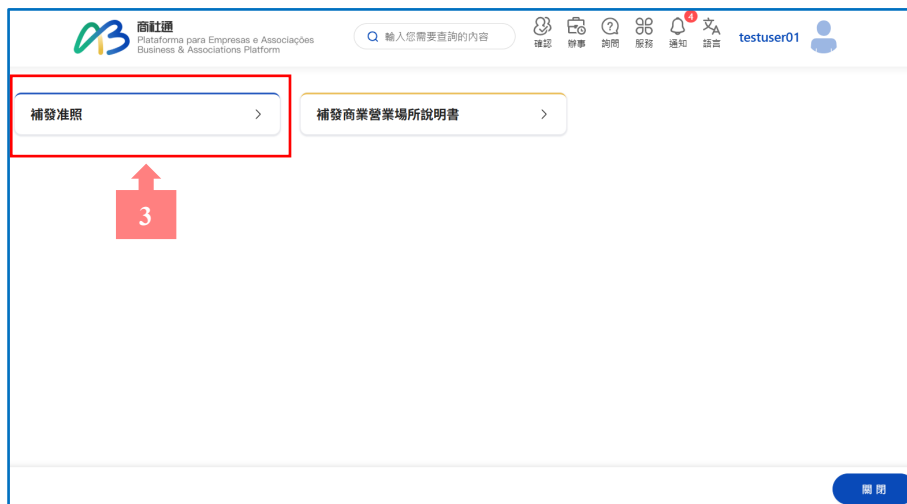 商社通
Plataforma para Empresas e Associações
Business & Associations Platform
輸入您需要查詢的內容
確認
辦事
詢問
服務
4
通知
語言
testuser01
補發准照
補發商業營業場所說明書
3
關閉